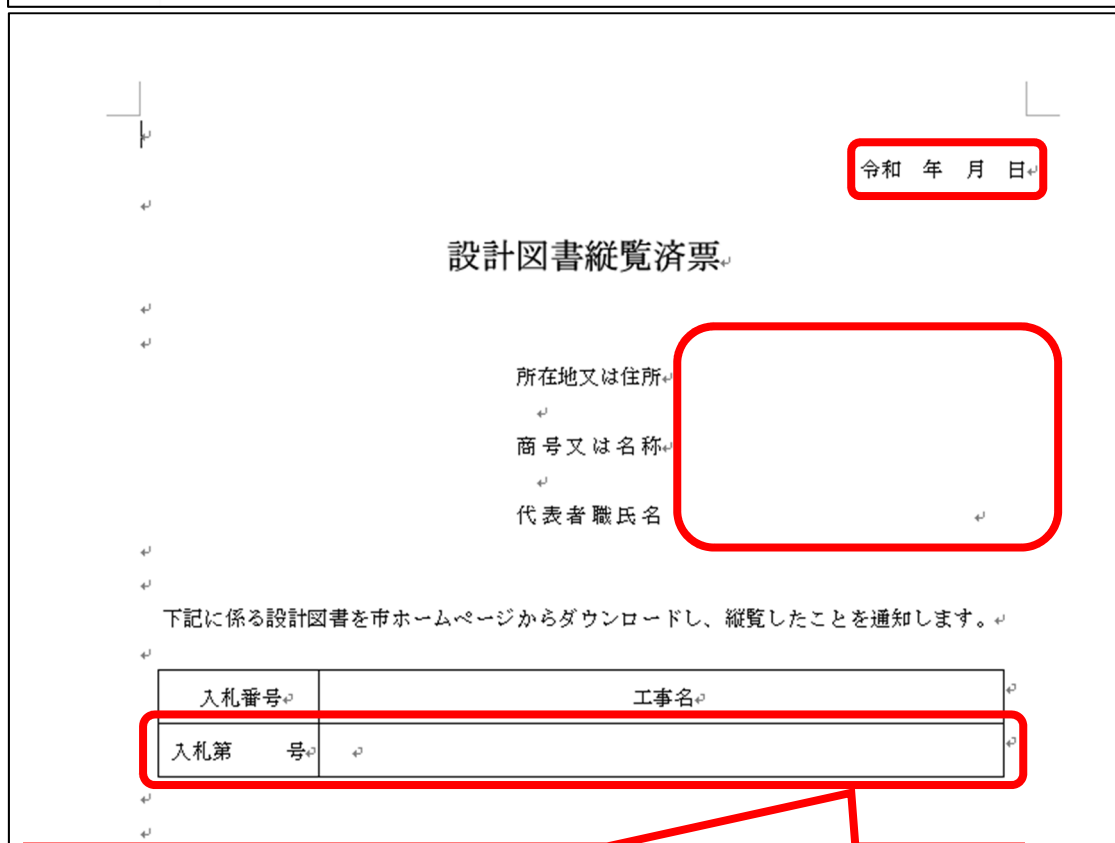 令和　年　月　日
設計図書縦覧済票
所在地又は住所
商号又は名称
代表者職氏名
下記に係る設計図書を市ホームページからダウンロードし、縦覧したことを通知します。
入札番号　工事名
入札第　　号